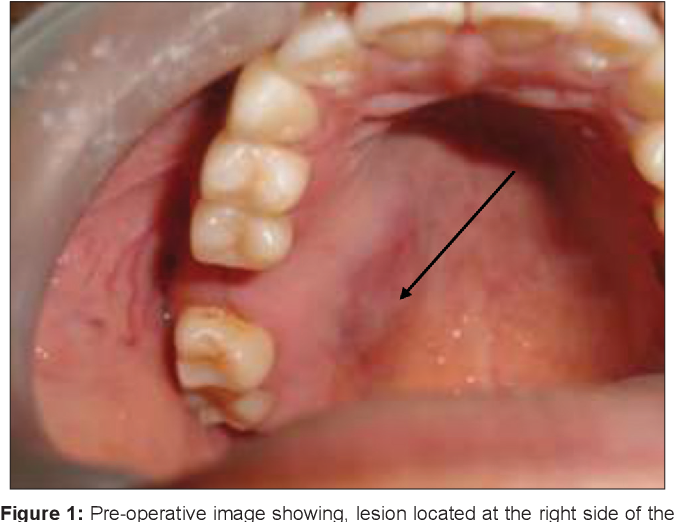 Figure 1: Pre-operative image showing, lesion located at the right side of the